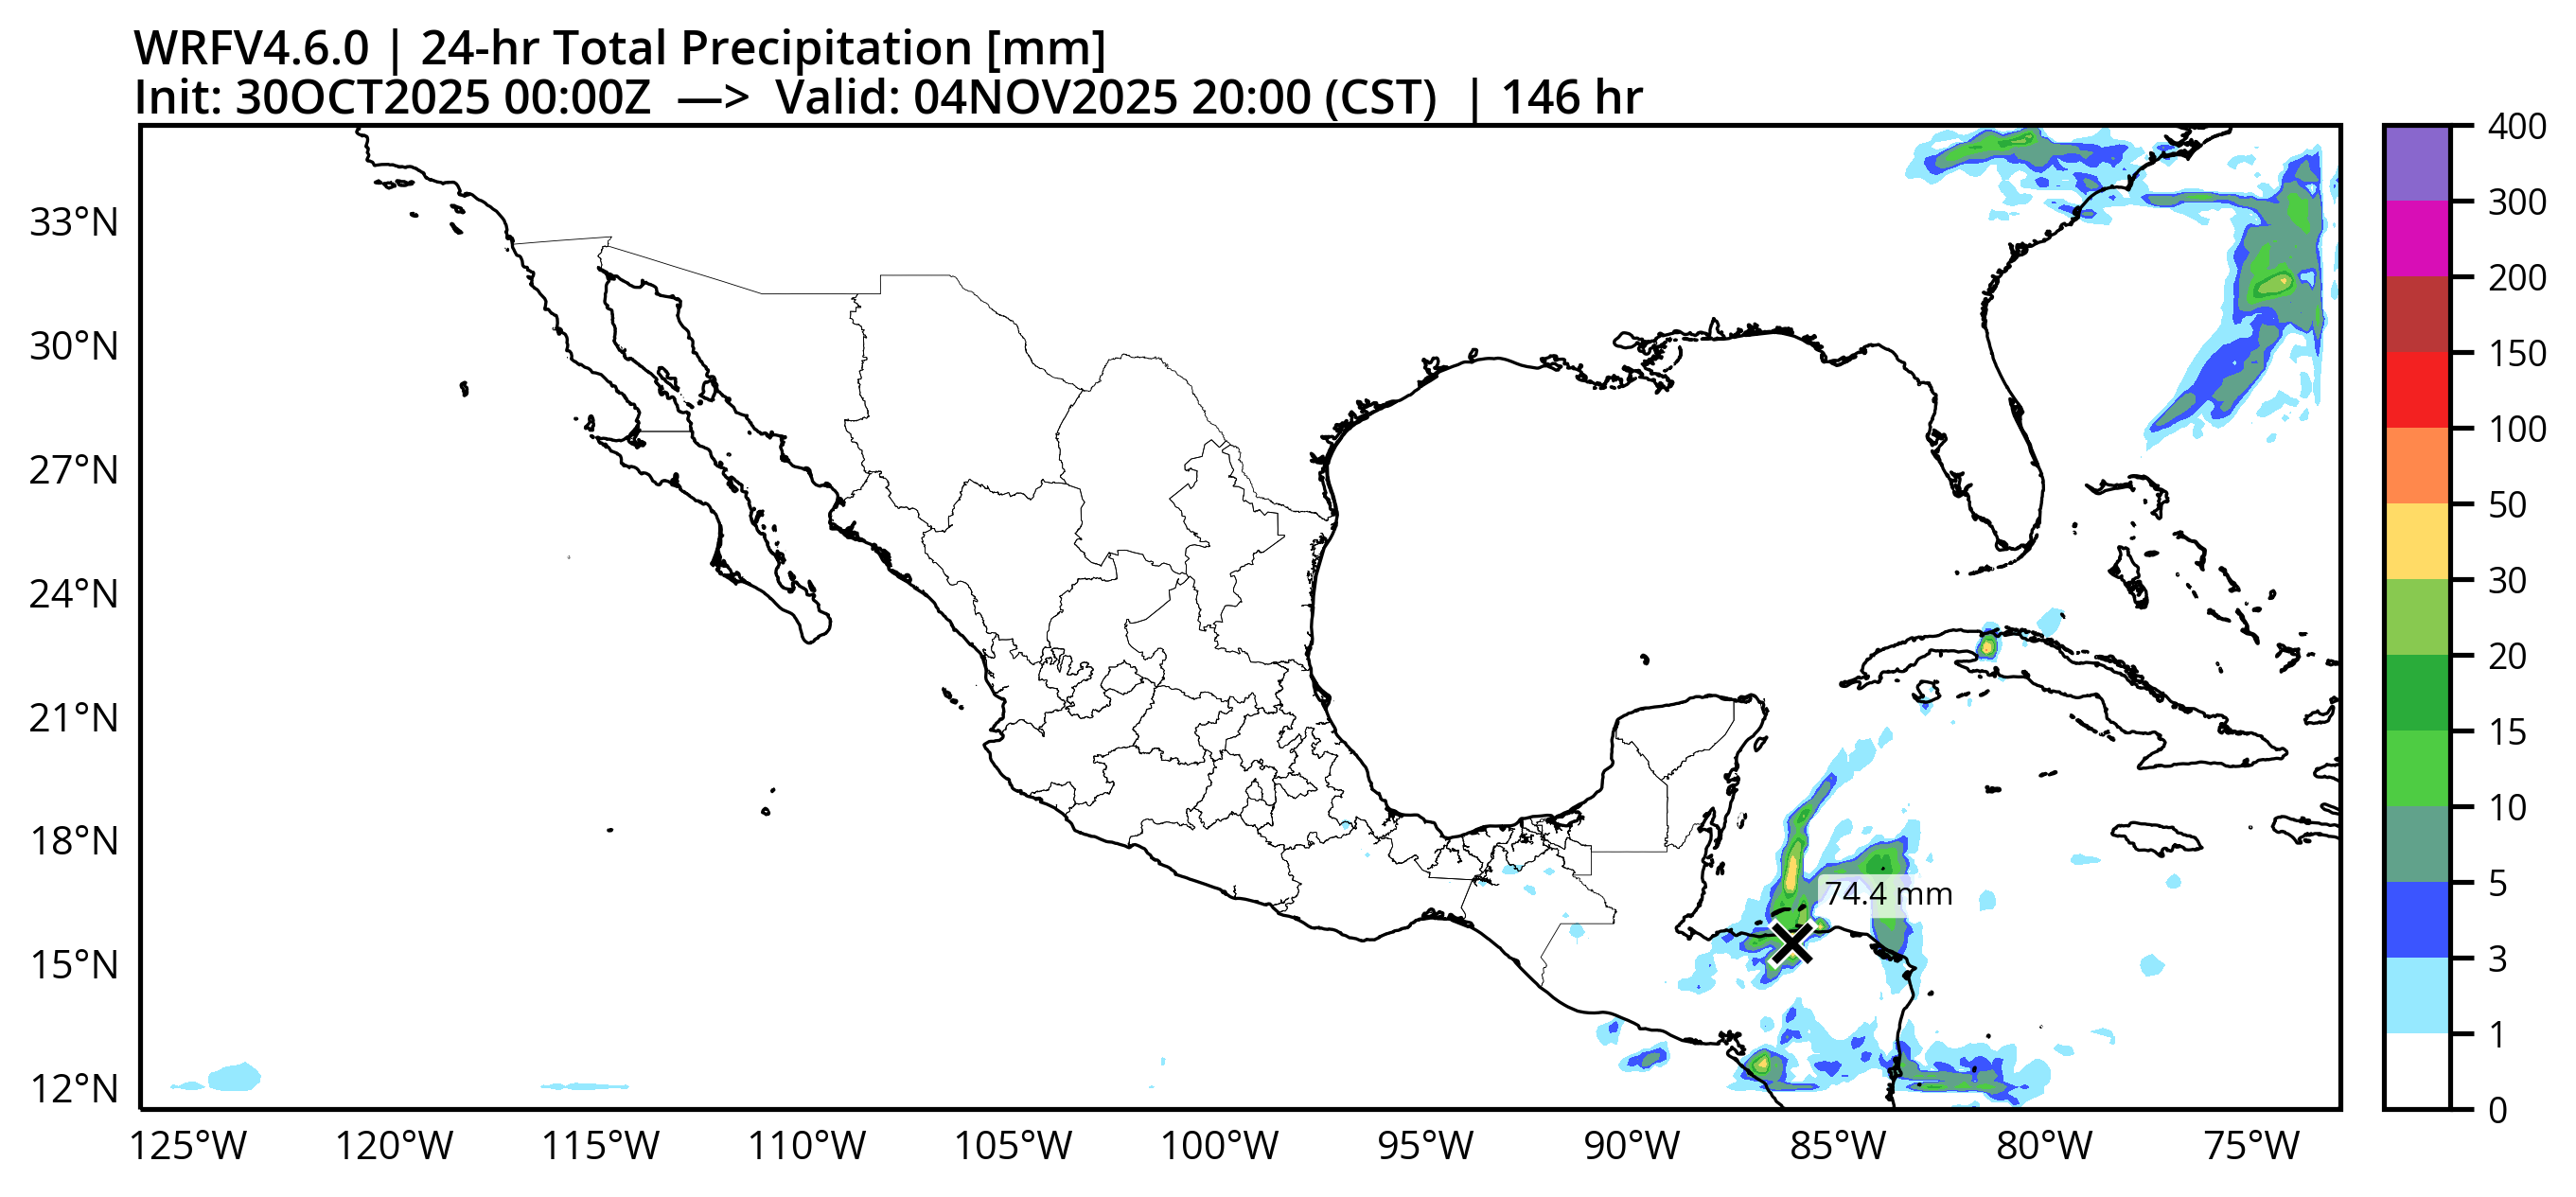 WRFV4.6.0 | 24-hr Total Precipitation [mm]
Init: 30OCT2025 00:00Z —> Valid: 04NOV2025 20:00 (CST) | 146 hr
33°N
30°N
27°N
24°N
21°N
18°N
15°N
12°N
74.4 mm
125°W
120°W
115°W
110°W
105°W
100°W
95°W
90°W
85°W
80°W
75°W
400
300
200
150
100
50
30
20
15
10
5
3
1
0